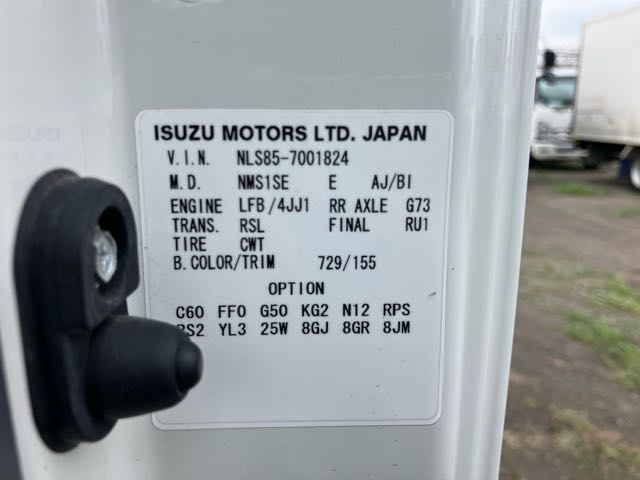 ISUZU MOTORS LTD. JAPAN
V.I.N. NLS85-7001824
M.D. NMS1SE E AJ/BI
ENGINE LFB/4JJ1 RR AXLE G73
TRANS. RSL FINAL RU1
TIRE CWT
B.COLOR/TRIM 729/155
OPTION
C60 FF0 G50 KG2 N12 RPS
YL3 25W 8GJ 8GR 8JM